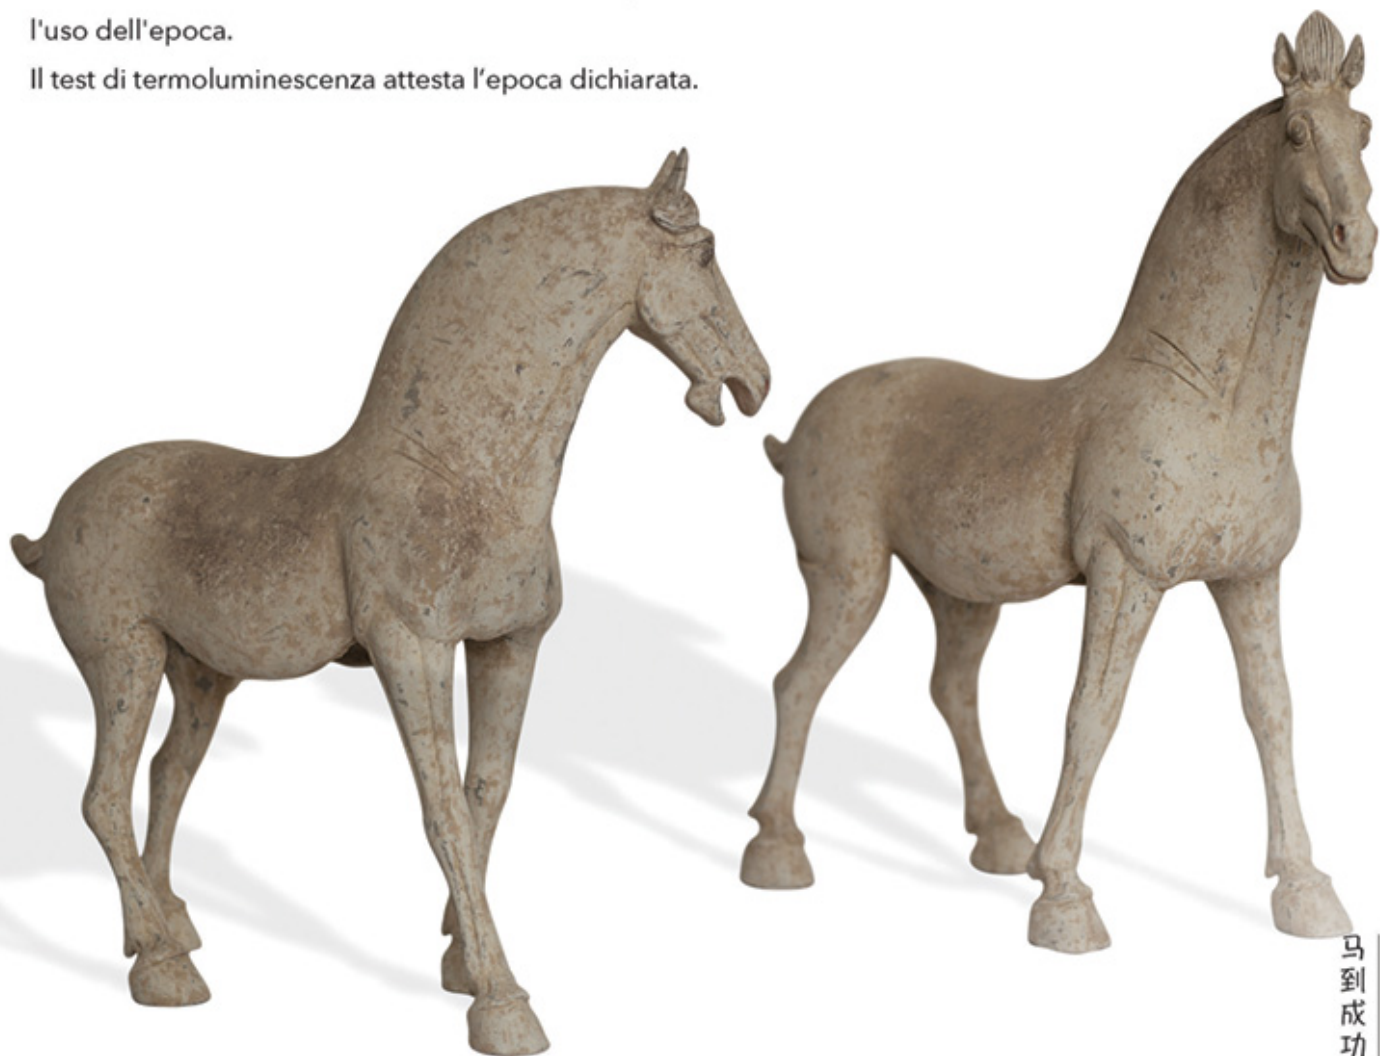 l'uso dell'epoca.
Il test di termoluminescenza attesta l’epoca dichiarata.
马到成功